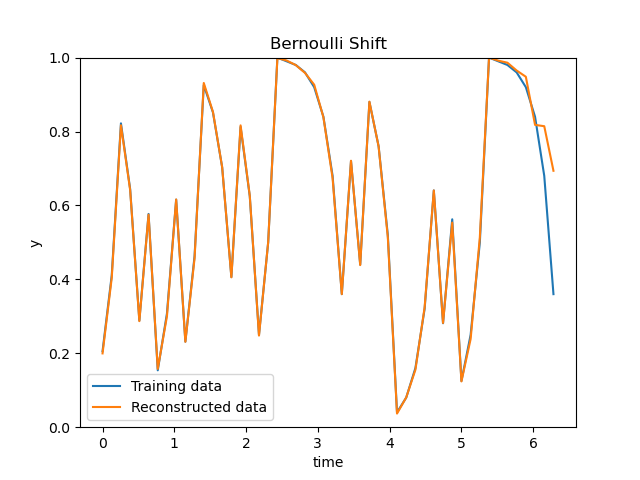 Bernoulli Shift
1.0
0.8
0.6
0.4
0.2
0.0
y
Training data
Reconstructed data
0 1 2 3 4 5 6
time